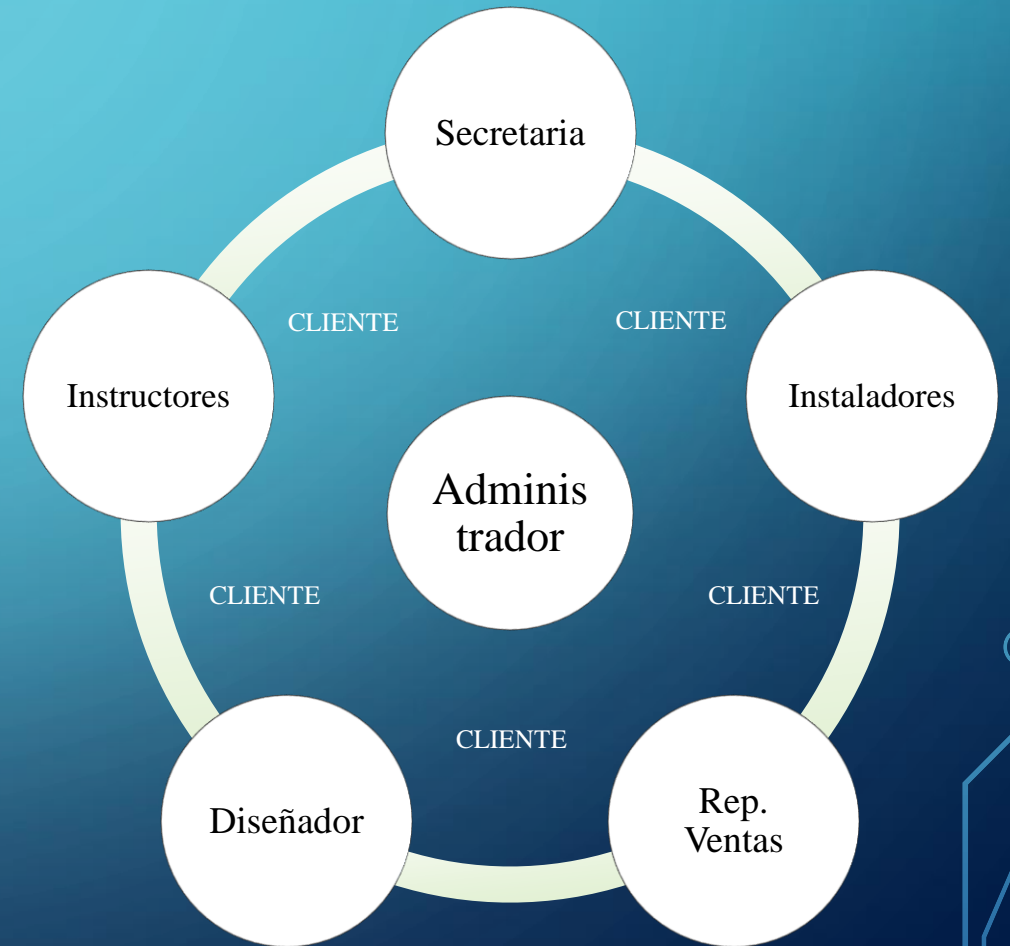 Secretaria
CLIENTE
CLIENTE
Instructores
Instaladores
Adminis
trador
CLIENTE
CLIENTE
CLIENTE
Diseñador
Rep.
Ventas